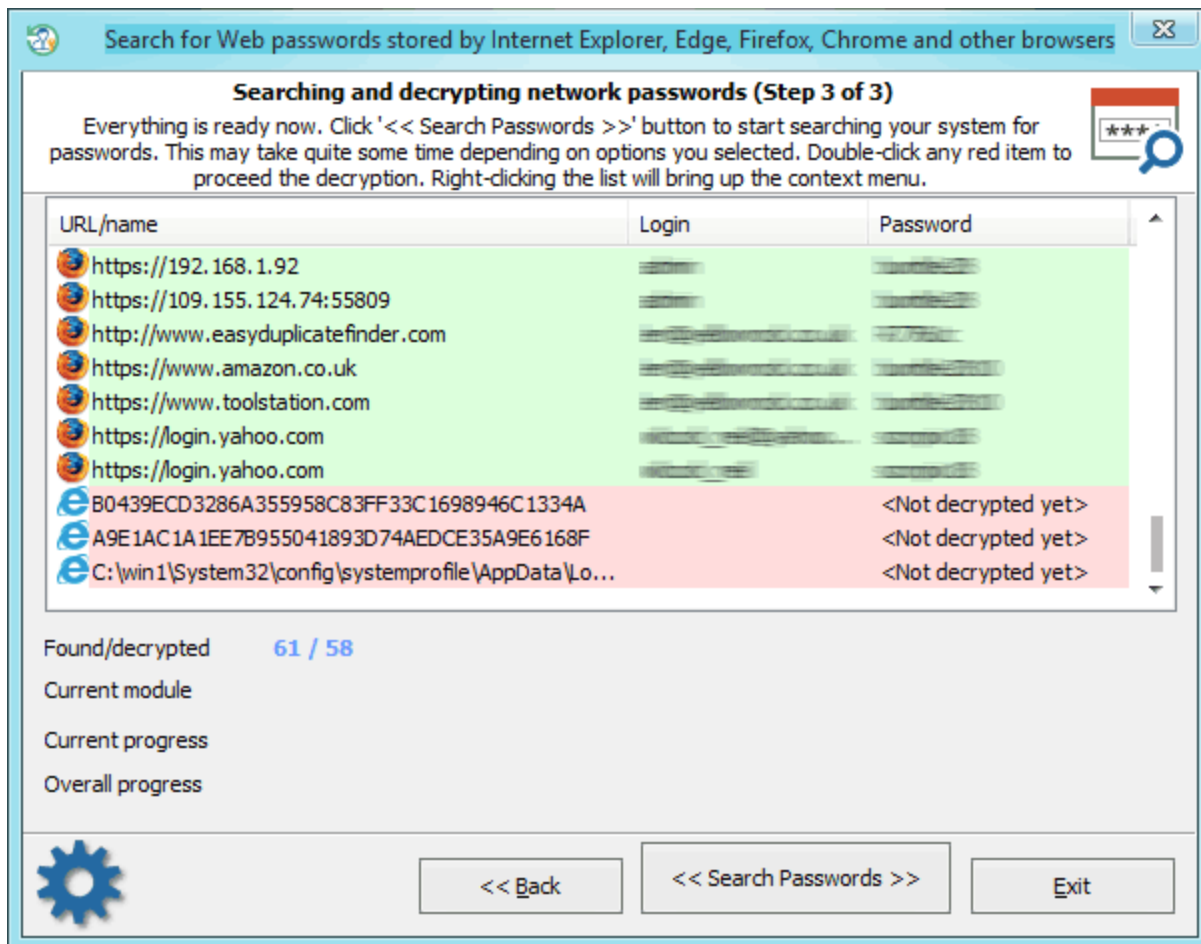 Search for Web passwords stored by Internet Explorer, Edge, Firefox, Chrome and other browsers
Searching and decrypting network passwords (Step 3 of 3)
Everything is ready now. Click '<< Search Passwords >>' button to start searching your system for
passwords. This may take quite some time depending on options you selected. Double-click any red item to
proceed the decryption. Right-clicking the list will bring up the context menu.
URL/name Login Password
https://192.168.1.92
https://109.155.124.74:55809
http://www.easyduplicatefinder.com
https://www.amazon.co.uk
https://www.toolstation.com
https://login.yahoo.com
https://login.yahoo.com
B0439ECD3286A355958C83FF33C1698946C1334A <Not decrypted yet>
A9E1AC1A1EE7B955041893D74AEDCE35A9E6168F <Not decrypted yet>
C:\win1\System32\config\systemprofile\AppData\Lo... <Not decrypted yet>
Found/decrypted 61 / 58
Current module
Current progress
Overall progress
<< Back << Search Passwords >> Exit